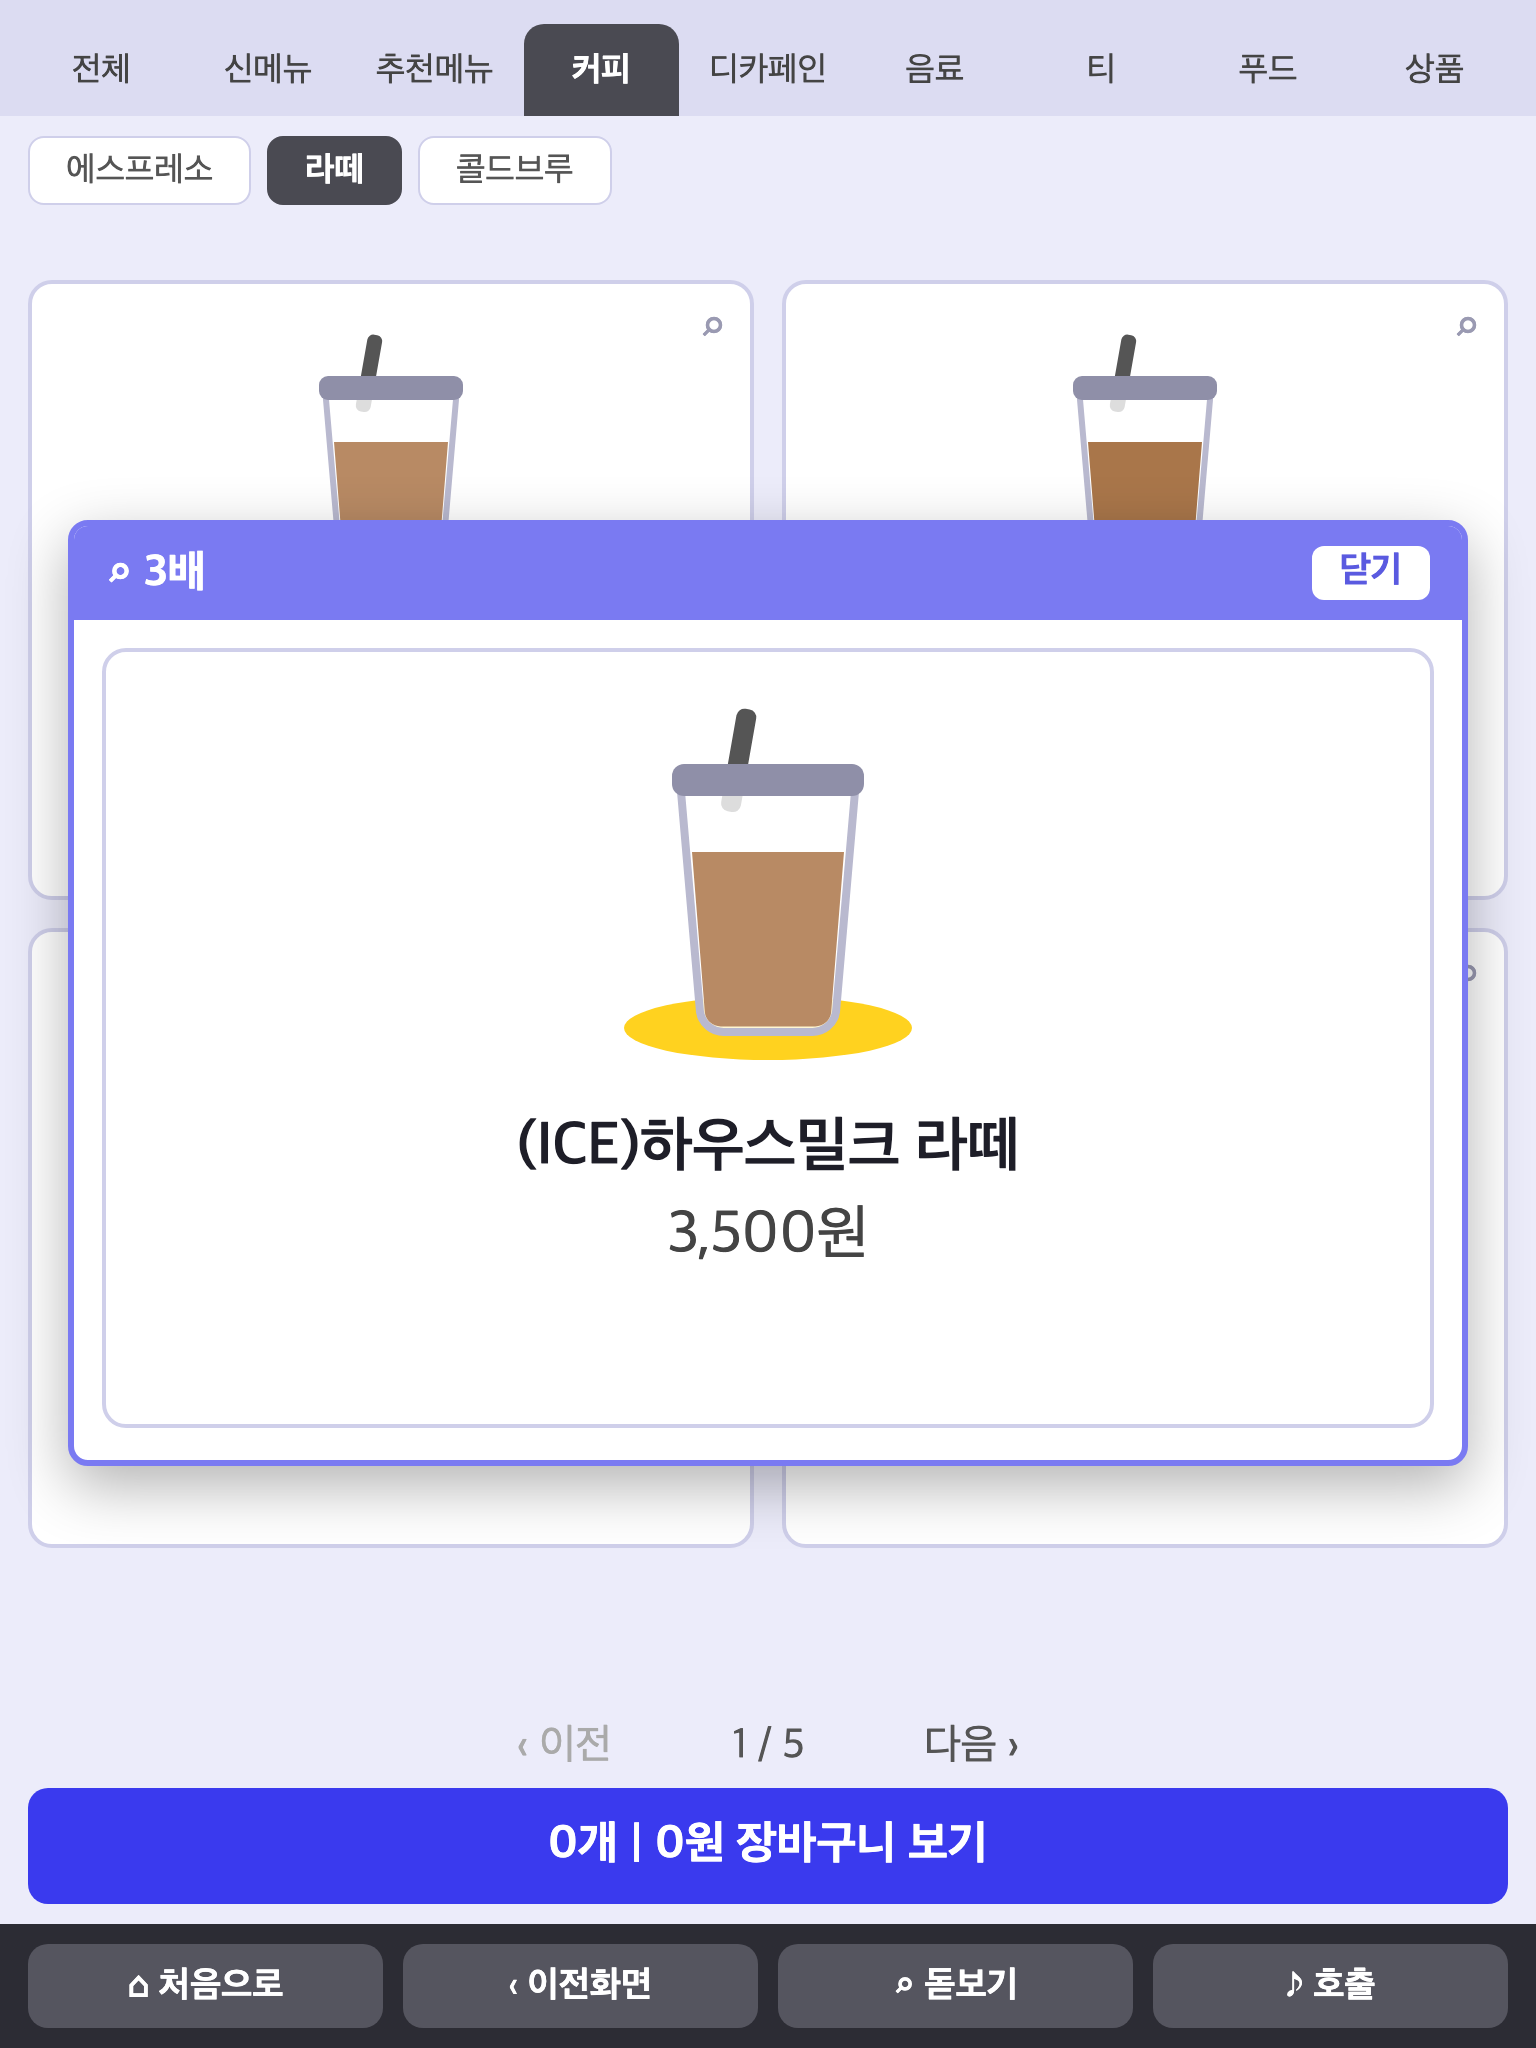 전체 신메뉴 추천메뉴 커피 디카페인 음료 티 푸드 상품
에스프레소 라떼 콜드브루
3배 닫기
(ICE)하우스밀크 라떼
3,500원
‹ 이전 1 / 5 다음 ›
0개 | 0원 장바구니 보기
처음으로 ‹ 이전화면 돋보기 ♪ 호출